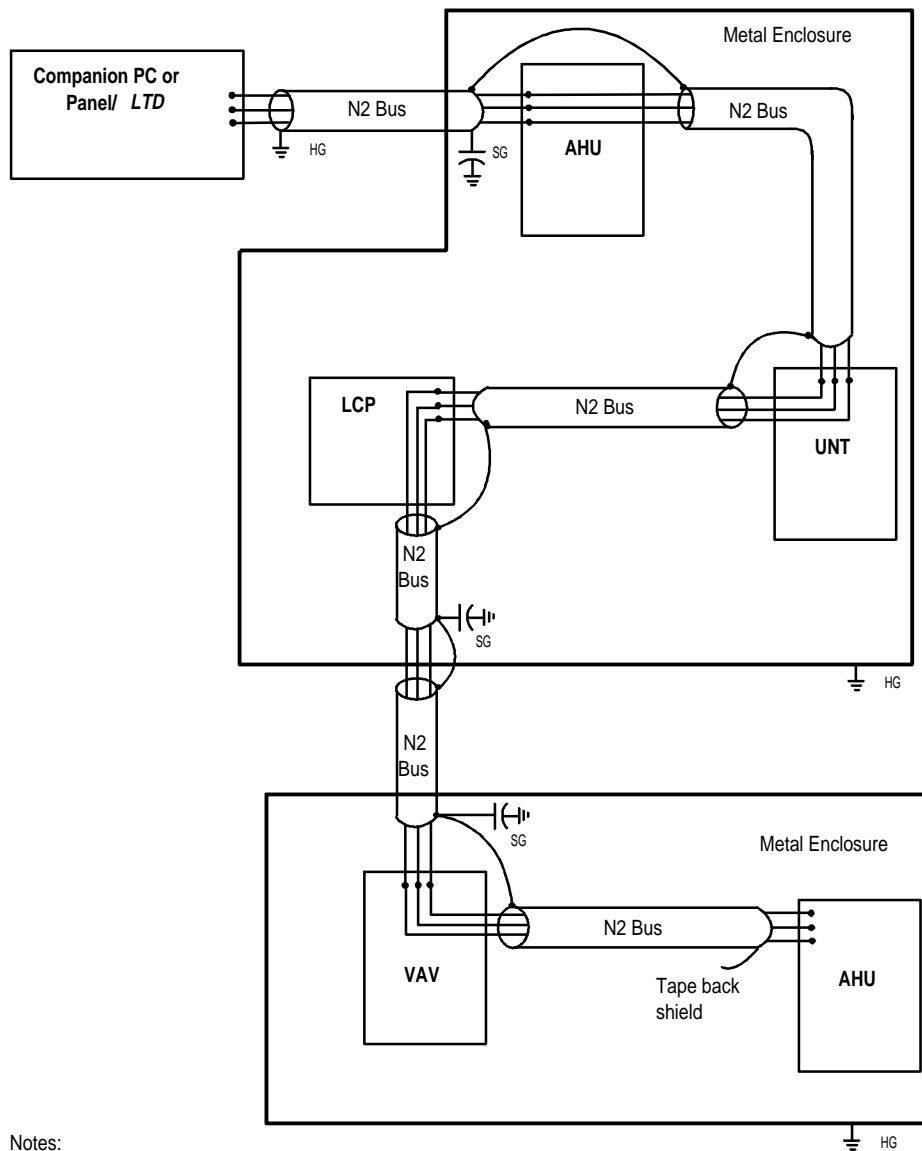 Metal Enclosure
Companion PC or
Panel/ LTD
N2 Bus
N2 Bus
HG
SG
AHU
LCP
N2 Bus
UNT
N2
Bus
SG
HG
N2
Bus
SG
Metal Enclosure
N2 Bus
VAV
Tape back
shield
AHU
Notes:
HG